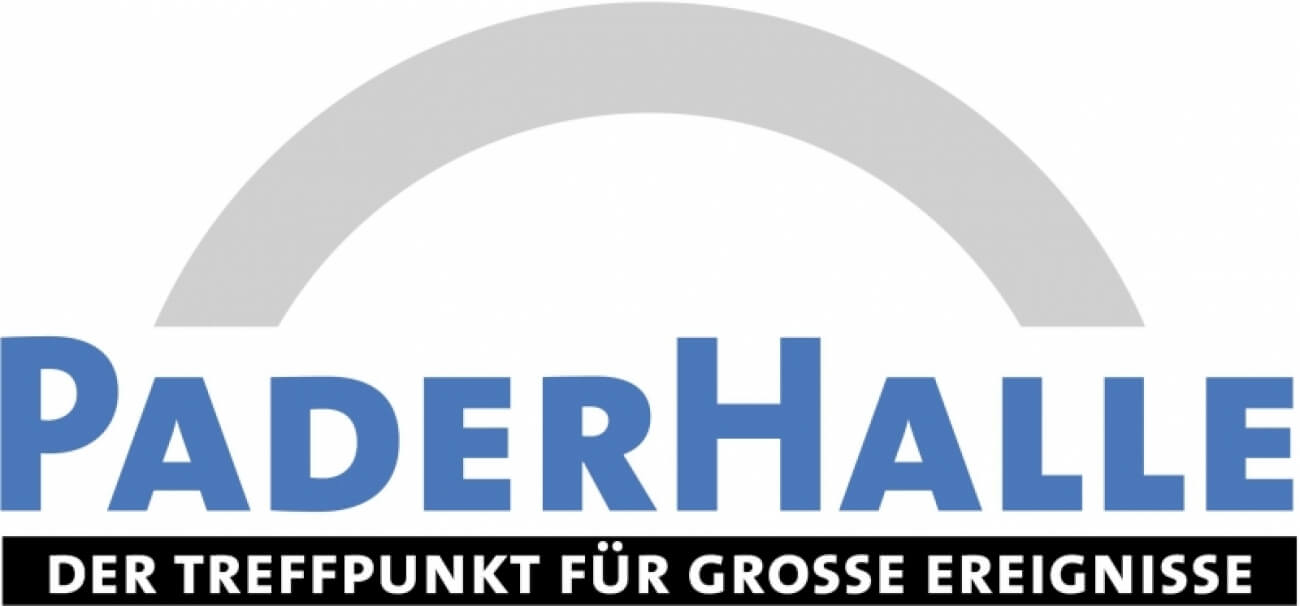 PADERHALLE
DER TREFFPUNKT FÜR GROSSE EREIGNISSE